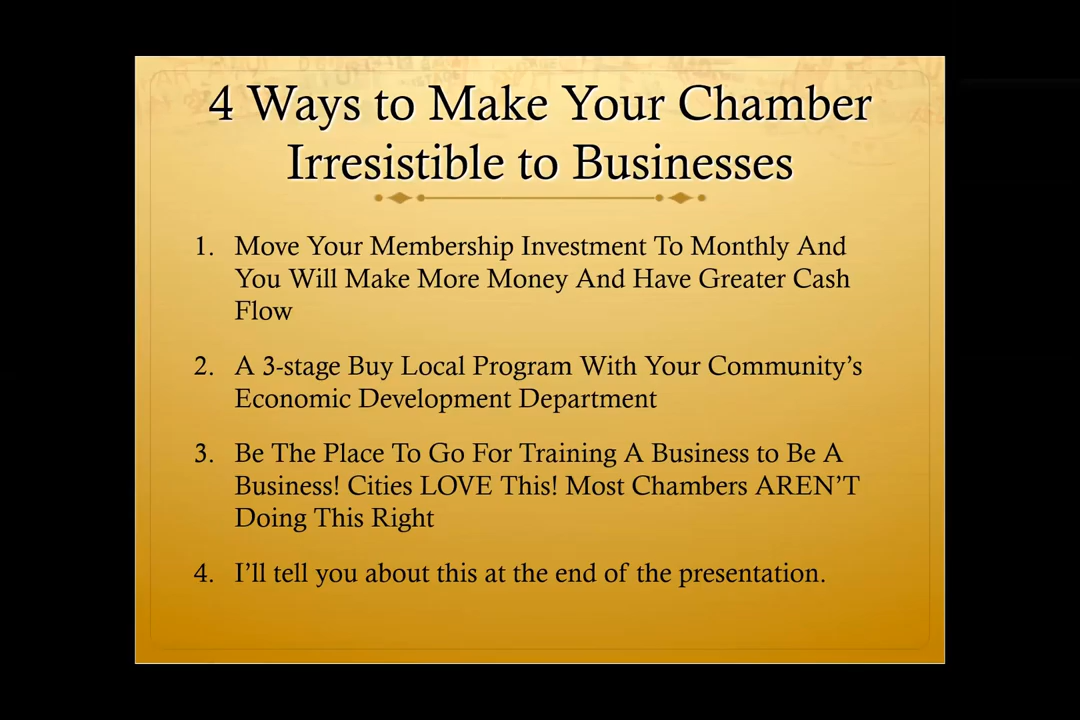 4 Ways to Make Your Chamber
Irresistible to Businesses
1. Move Your Membership Investment To Monthly And
You Will Make More Money And Have Greater Cash
Flow
2. A 3-stage Buy Local Program With Your Community’s
Economic Development Department
3. Be The Place To Go For Training A Business to Be A
Business! Cities LOVE This! Most Chambers AREN’T
Doing This Right
4. I’ll tell you about this at the end of the presentation.